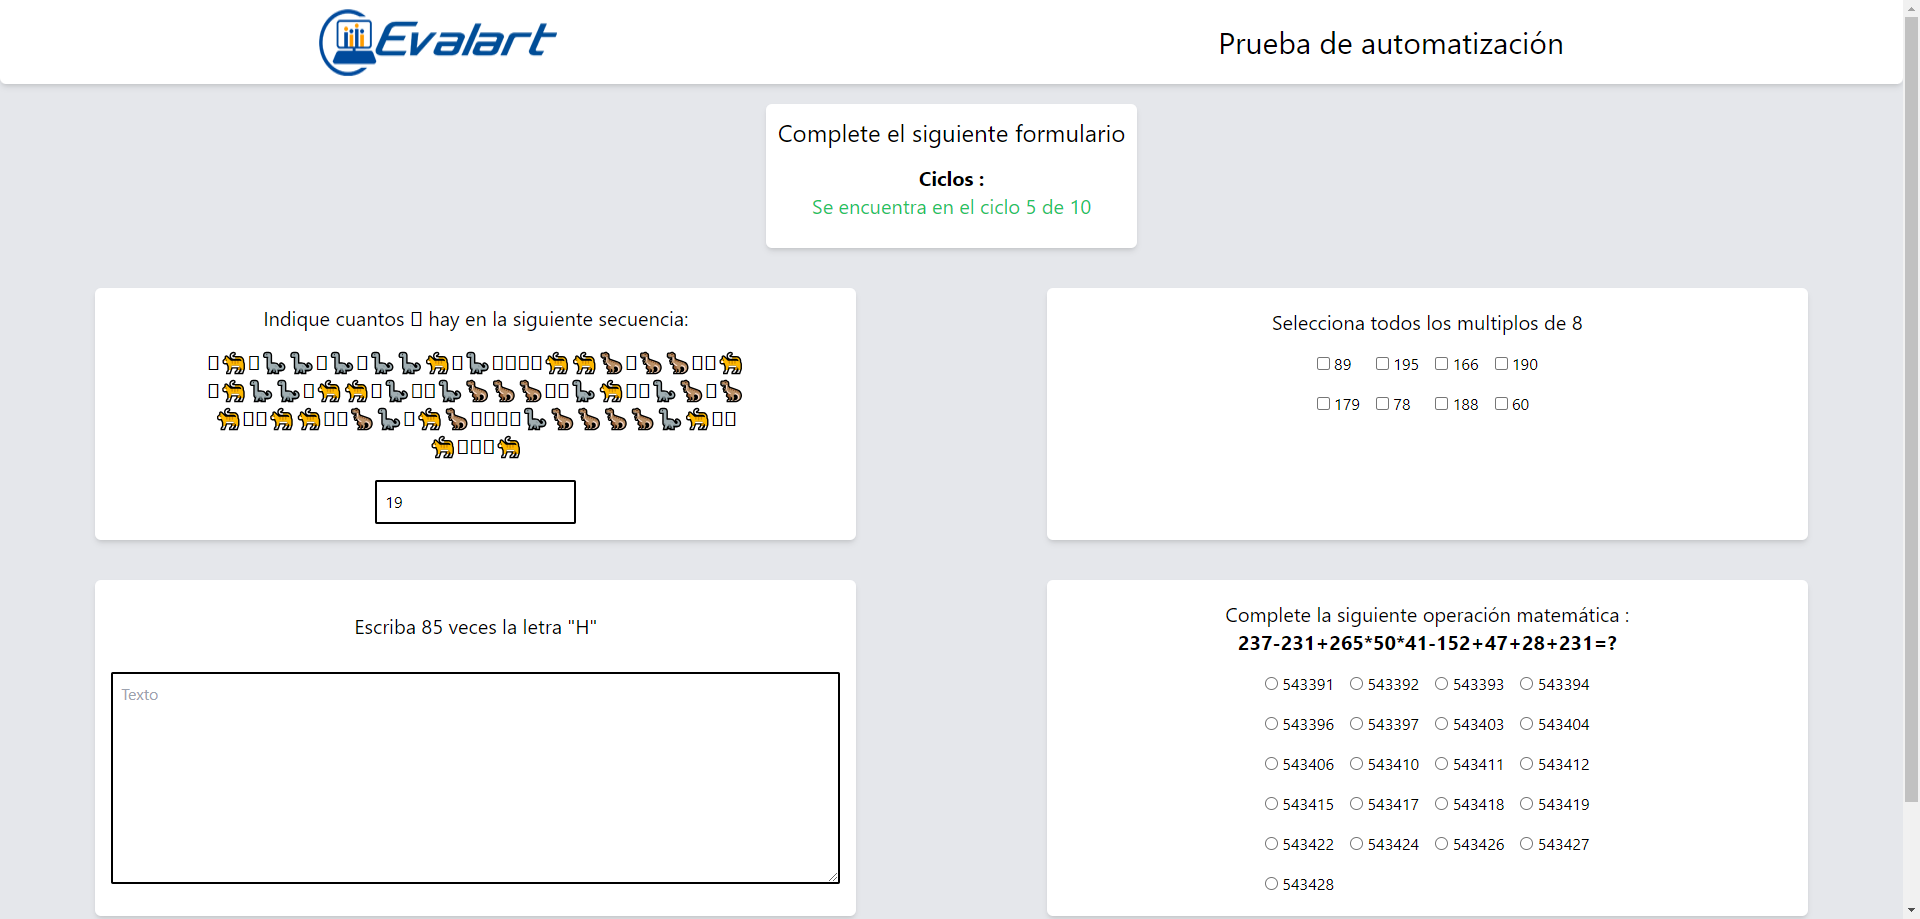 Evalart
Prueba de automatización
Complete el siguiente formulario
Ciclos :
Se encuentra en el ciclo 5 de 10
Indique cuantos hay en la siguiente secuencia:
19
Selecciona todos los multiplos de 8
89 195 166 190
179 78 188 60
Escriba 85 veces la letra "H"
Texto
Complete la siguiente operación matemática :
237-231+265*50*41-152+47+28+231=?
543391 543392 543393 543394
543396 543397 543403 543404
543406 543410 543411 543412
543415 543417 543418 543419
543422 543424 543426 543427
543428